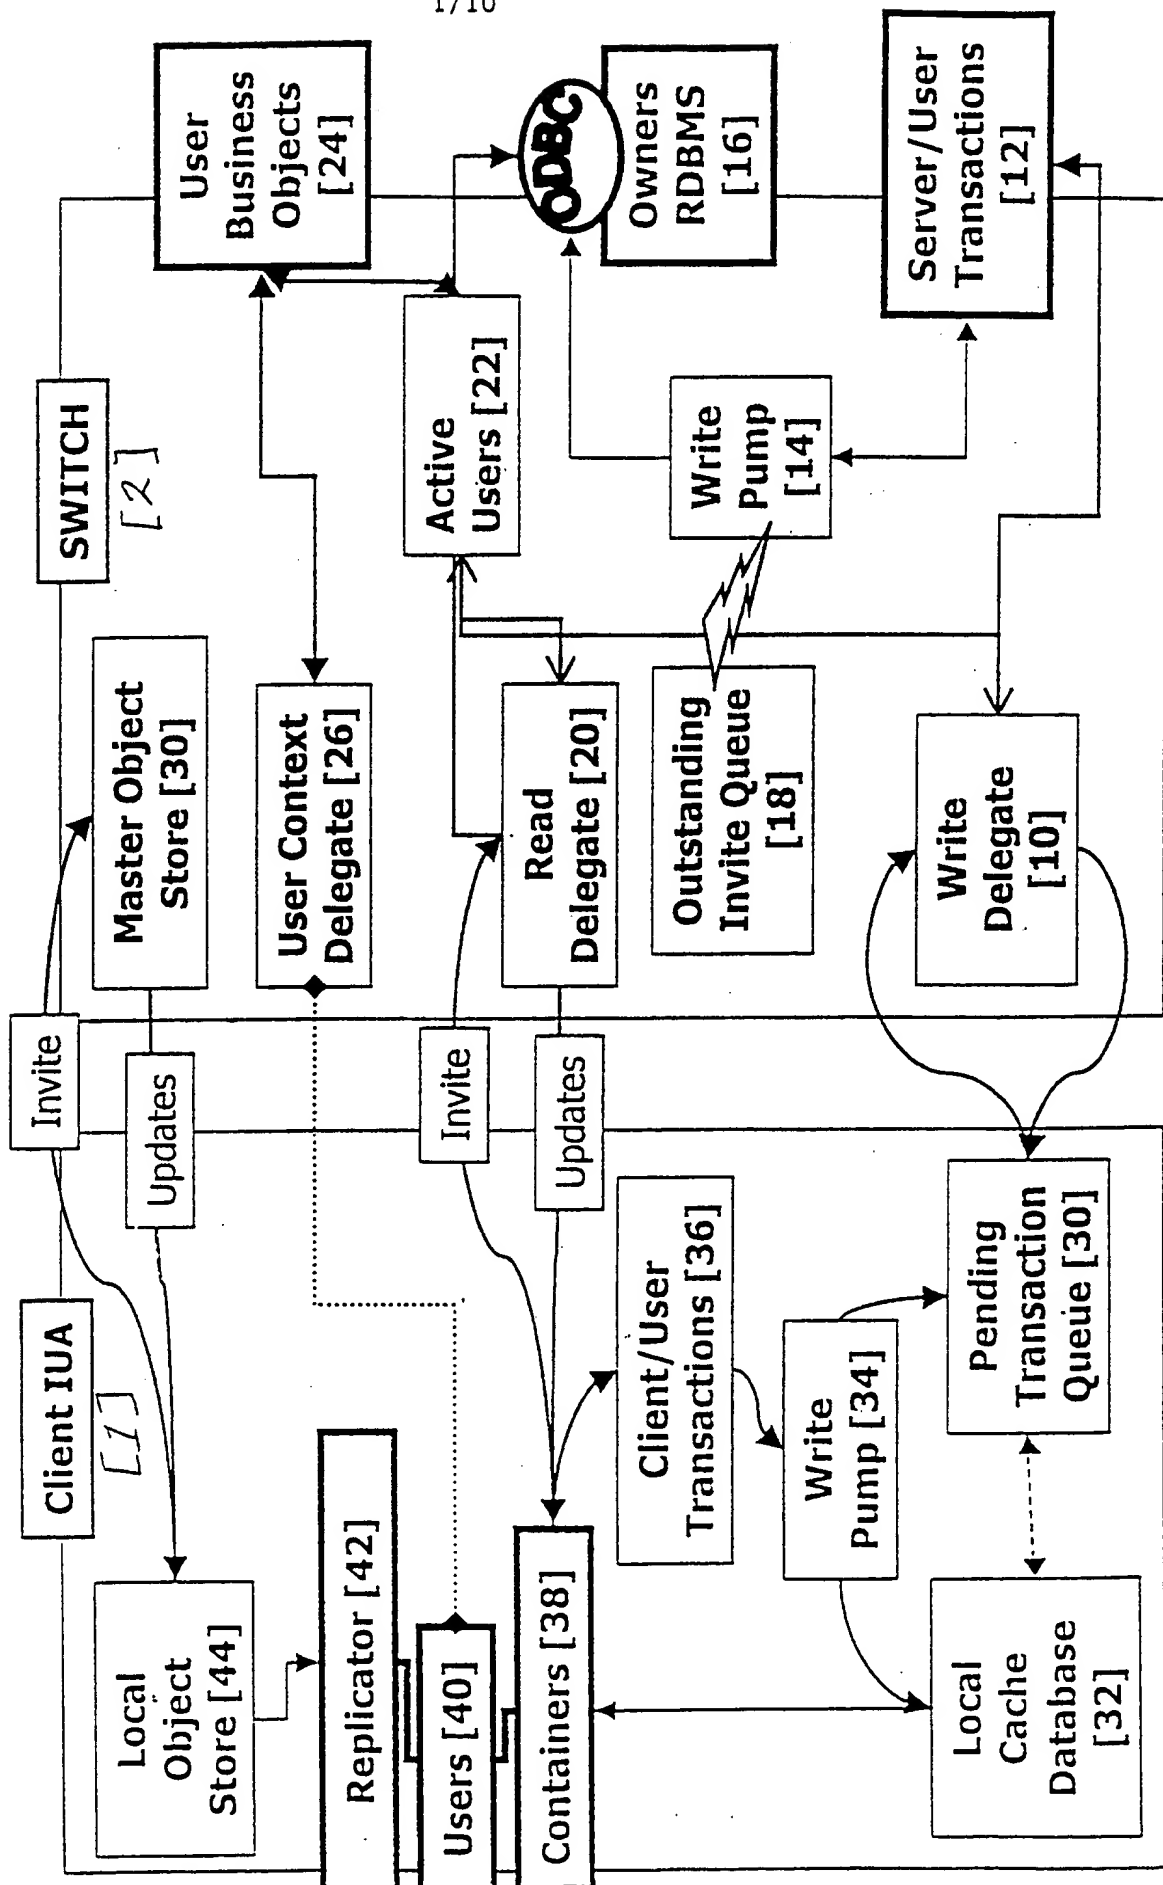 1/10
Client IUA
[1]
Invite
SWITCH
[2]
Local
Object
Store [44]
Updates
Master Object
Store [30]
User
Business
Objects
[24]
Replicator [42]
User Context
Delegate [26]
Users [40]
Invite
Active
Users [22]
Containers [38]
Updates
Read
Delegate [20]
ODBC
Owners
RDBMS
[16]
Client/User
Transactions [36]
Outstanding
Invite Queue
[18]
Write
Pump
[14]
Write
Pump [34]
Server/User
Transactions
[12]
Local
Cache
Database
[32]
Pending
Transaction
Queue [30]
Write
Delegate
[10]